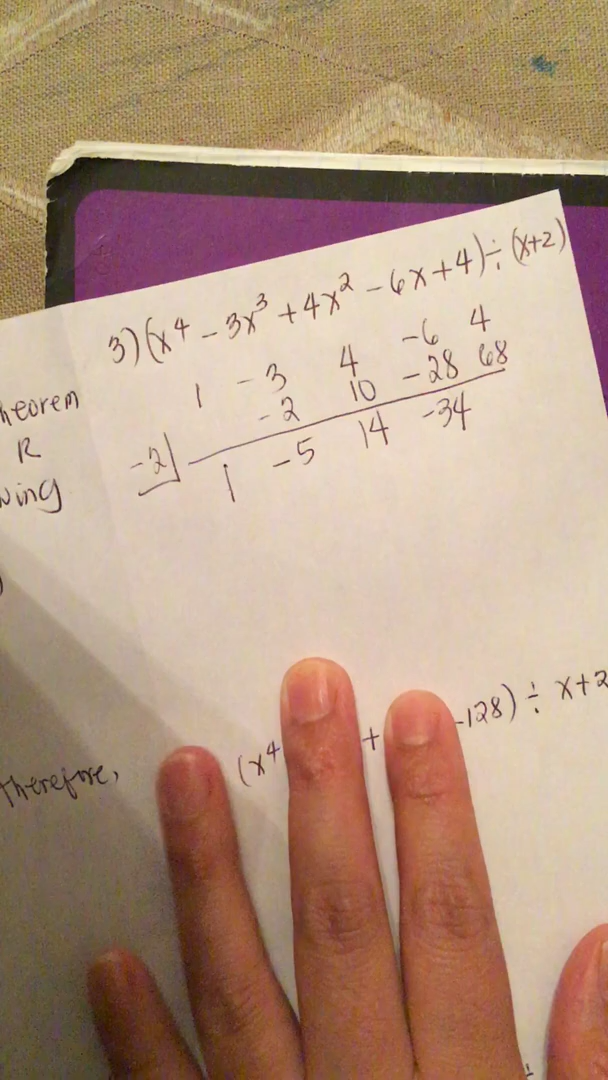 3) (x⁴ - 3x³ + 4x² - 6x + 4) ÷ (x+2)
1 -3 4 -6 4
-2 10 -28 68
-2
1 -5 14 -34
heorem
R
wing
therefore,
(x⁴ + -128) ÷ x+2